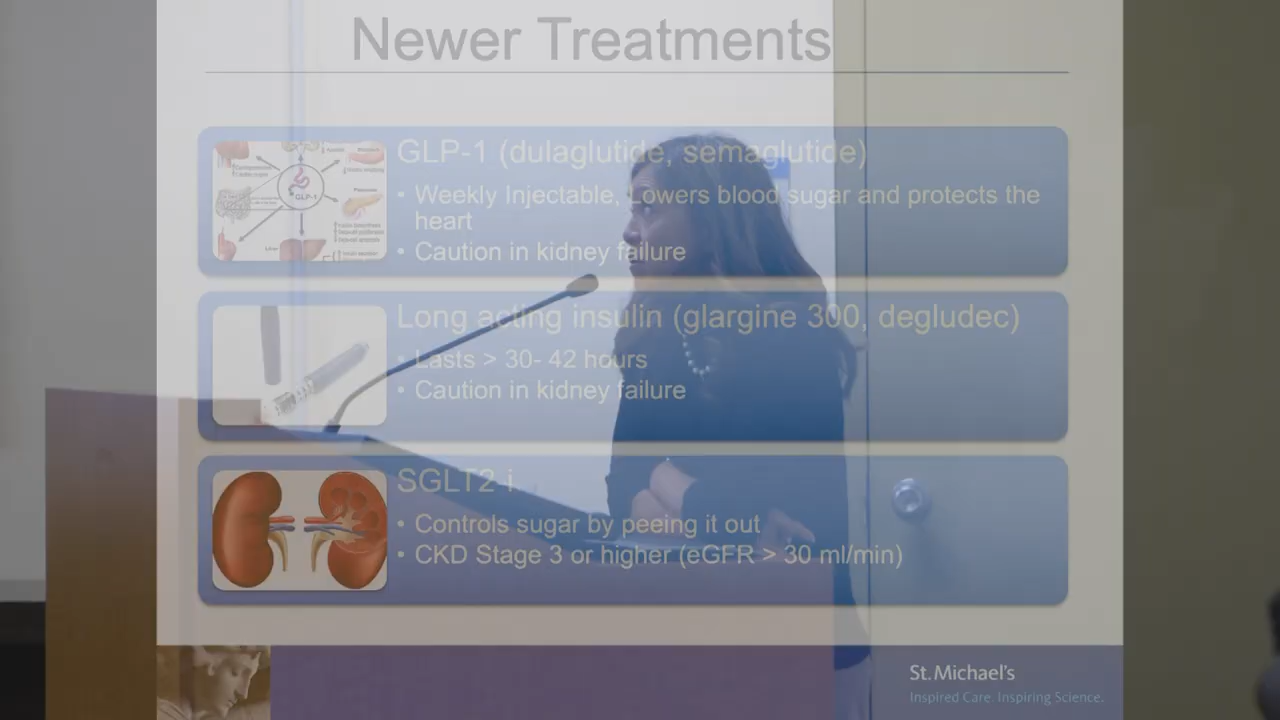 Newer Treatments
GLP-1 (dulaglutide, semaglutide)
• Weekly Injectable, Lowers blood sugar and protects the
heart
• Caution in kidney failure
GLP-1
Long acting insulin (glargine 300, degludec)
• Lasts > 30- 42 hours
• Caution in kidney failure
SGLT2 i
• Controls sugar by peeing it out
• CKD Stage 3 or higher (eGFR > 30 ml/min)
St. Michael's
Inspired Care. Inspiring Science.